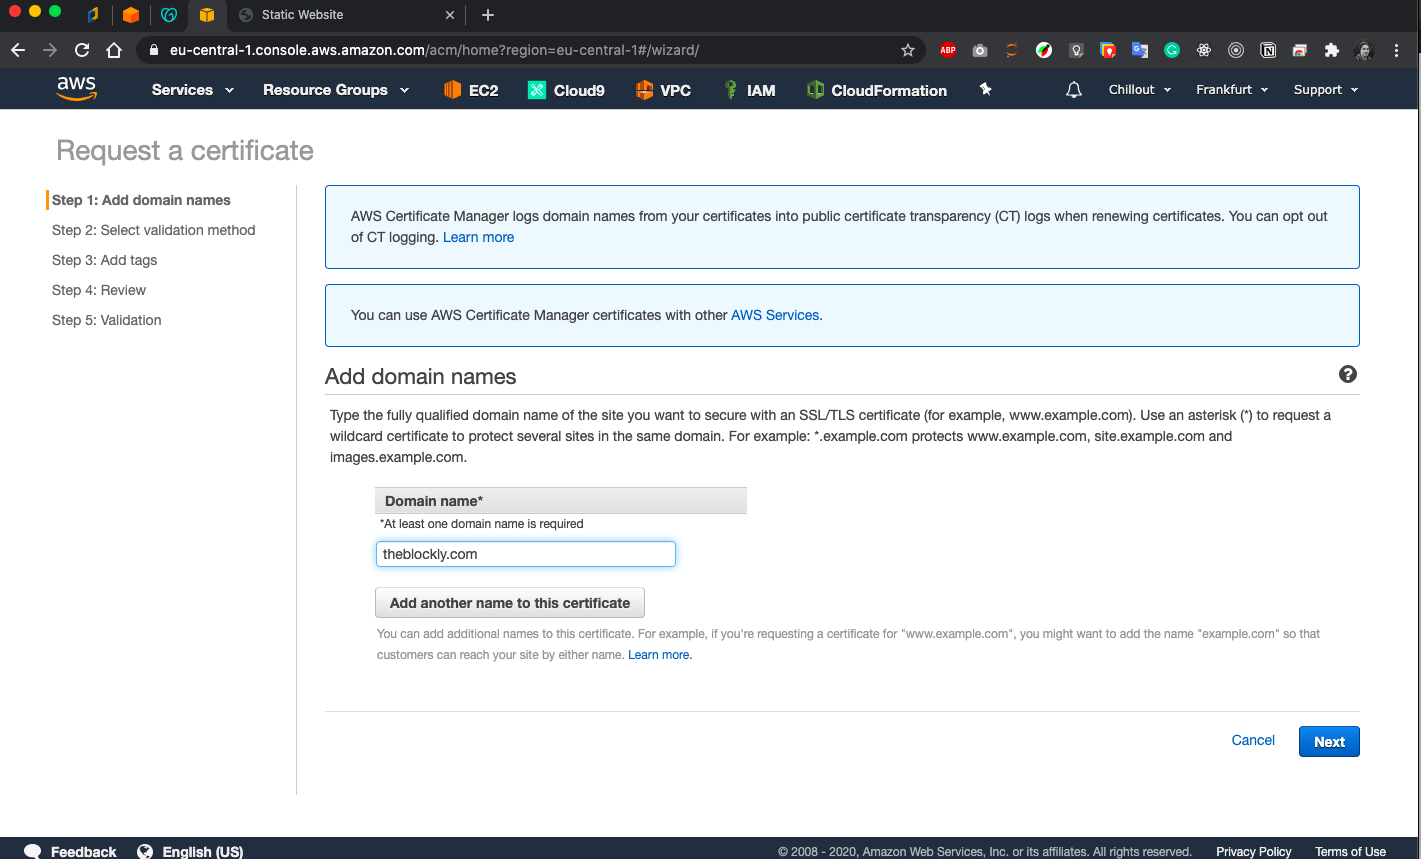 Static Website
eu-central-1.console.aws.amazon.com/acm/home?region=eu-central-1#/wizard/
ABP
aws
Services
Resource Groups
EC2
Cloud9
VPC
IAM
CloudFormation
Chillout
Frankfurt
Support
Request a certificate
Step 1: Add domain names
Step 2: Select validation method
Step 3: Add tags
Step 4: Review
Step 5: Validation
AWS Certificate Manager logs domain names from your certificates into public certificate transparency (CT) logs when renewing certificates. You can opt out
of CT logging. Learn more
You can use AWS Certificate Manager certificates with other AWS Services.
Add domain names
Type the fully qualified domain name of the site you want to secure with an SSL/TLS certificate (for example, www.example.com). Use an asterisk (*) to request a
wildcard certificate to protect several sites in the same domain. For example: *.example.com protects www.example.com, site.example.com and
images.example.com.
Domain name*
*At least one domain name is required
theblockly.com
Add another name to this certificate
You can add additional names to this certificate. For example, if you're requesting a certificate for "www.example.com", you might want to add the name "example.com" so that
customers can reach your site by either name. Learn more.
Cancel
Next
Feedback
English (US)
© 2008 - 2020, Amazon Web Services, Inc. or its affiliates. All rights reserved.
Privacy Policy
Terms of Use